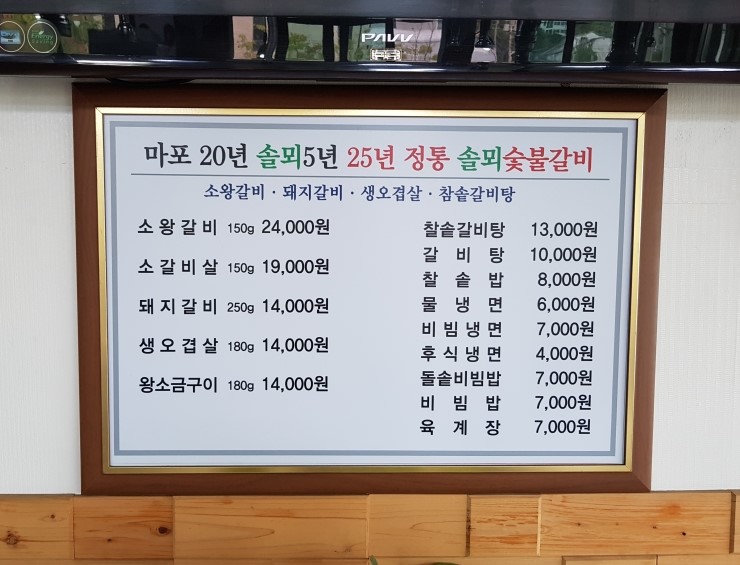 PAVV
Energy
마포 20년 솔뫼5년 25년 정통 솔뫼숯불갈비
소왕갈비 · 돼지갈비 · 생오겹살 · 참솥갈비탕
소왕갈비 150g 24,000원
소갈비살 150g 19,000원
돼지갈비 250g 14,000원
생오겹살 180g 14,000원
왕소금구이 180g 14,000원
찰솥갈비탕 13,000원
갈비탕 10,000원
찰솥밥 8,000원
물냉면 6,000원
비빔냉면 7,000원
후식냉면 4,000원
돌솥비빔밥 7,000원
비빔밥 7,000원
육계장 7,000원